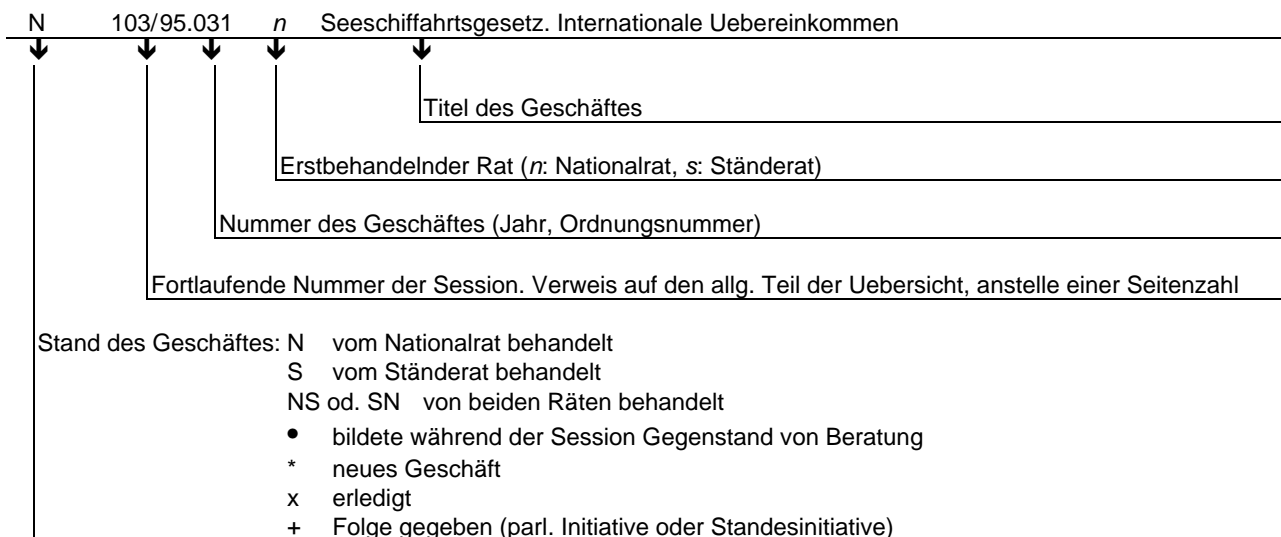 N 103/95.031 n Seeschiffahrtsgesetz. Internationale Uebereinkommen
Titel des Geschäftes
Erstbehandelnder Rat (n: Nationalrat, s: Ständerat)
Nummer des Geschäftes (Jahr, Ordnungsnummer)
Fortlaufende Nummer der Session. Verweis auf den allg. Teil der Uebersicht, anstelle einer Seitenzahl
Stand des Geschäftes: N vom Nationalrat behandelt
S vom Ständerat behandelt
NS od. SN von beiden Räten behandelt
• bildete während der Session Gegenstand von Beratung
* neues Geschäft
x erledigt
+ Folge gegeben (parl. Initiative oder Standesinitiative)